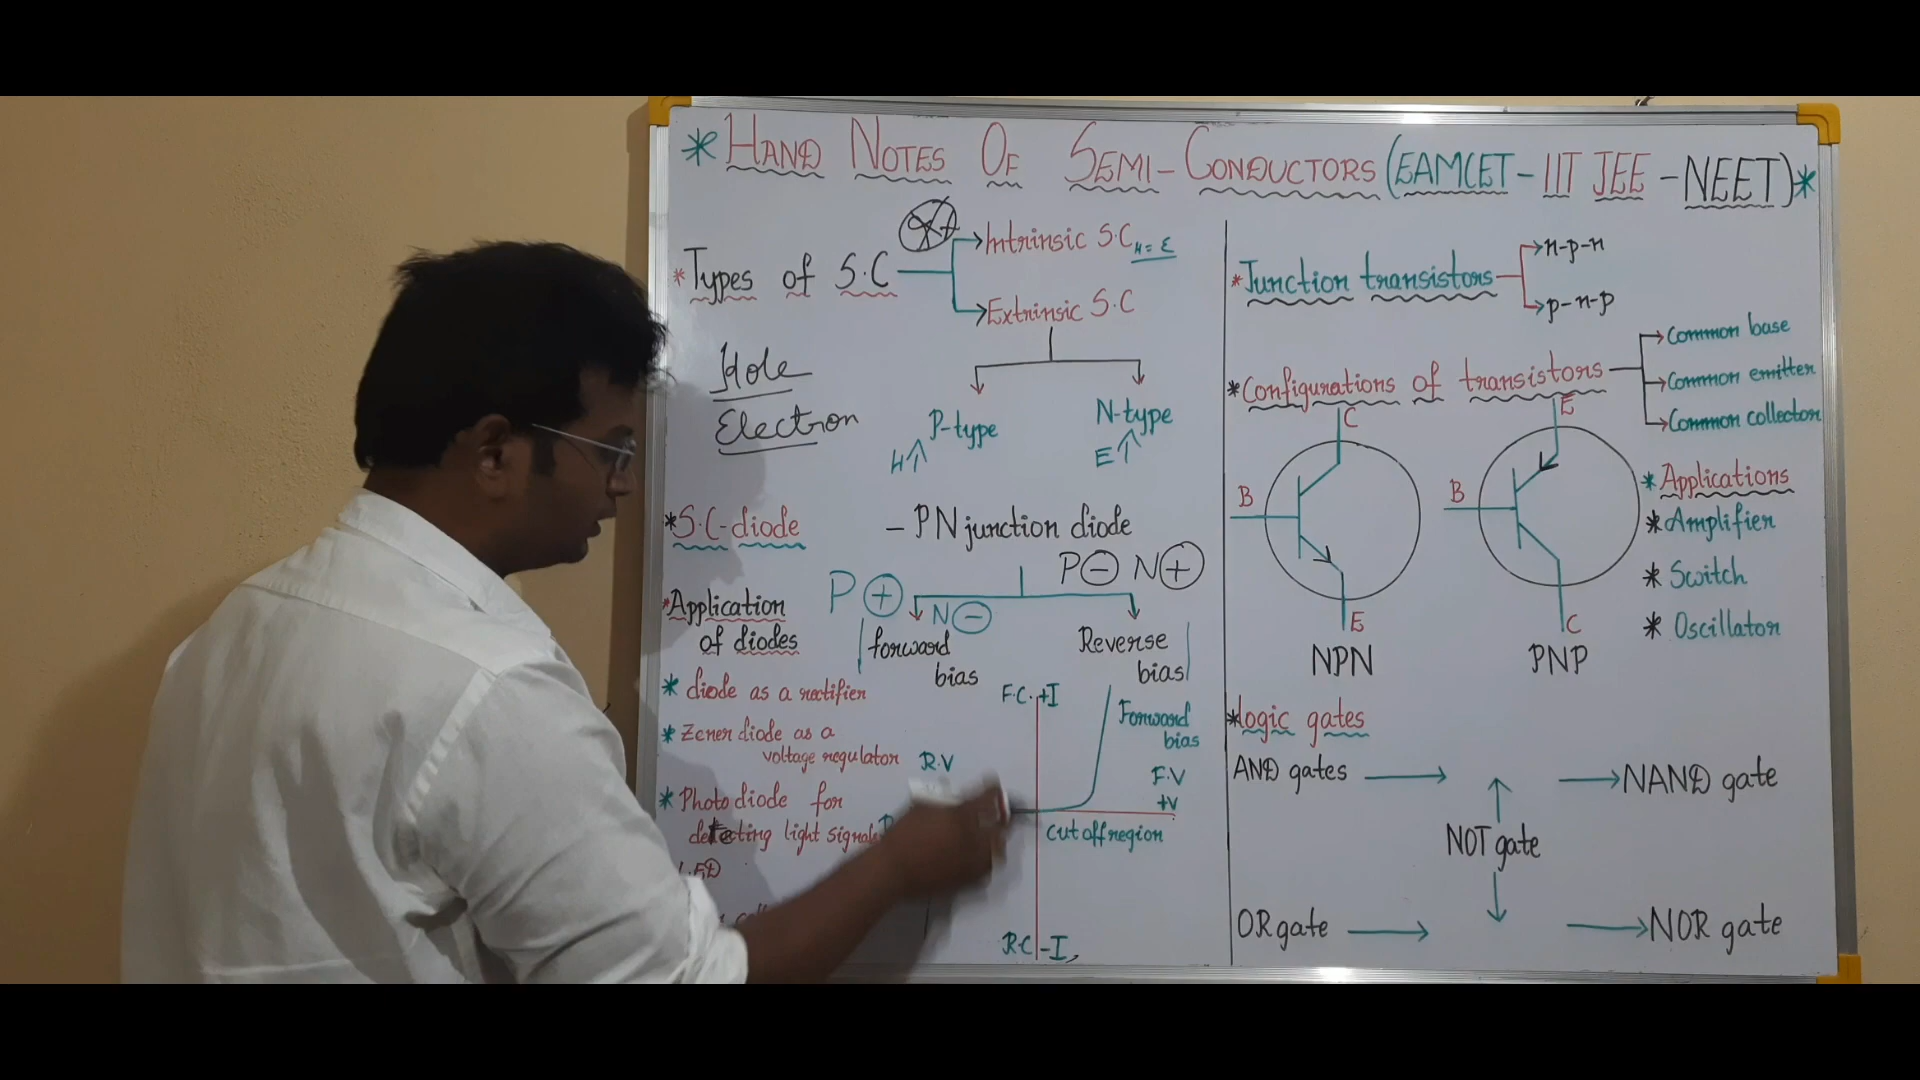 *HAND NOTES OF SEMI-CONDUCTORS (EAMCET-IIT JEE-NEET)*
*Types of S.C
Intrinsic S.C H=E
Extrinsic S.C
Hole
Electron
P-type
H↑
N-type
E↑
*S.C-diode
- PN junction diode
P+ N-
forward
bias
P- N+
Reverse
bias
*Application
of diodes
* diode as a rectifier
* Zener diode as a
voltage regulator
* Photo diode for
detecting light signals
LED
F.C. +I
Forward
bias
R.V
F.V
+V
cut off region
R.C -I
*Junction transistors
n-p-n
p-n-p
*Configurations of transistors
Common base
Common emitter
Common collector
C
B
E
NPN
E
B
C
PNP
* Applications
* Amplifier
* Switch
* Oscillator
*logic gates
AND gates → → NAND gate
NOT gate
OR gate → → NOR gate